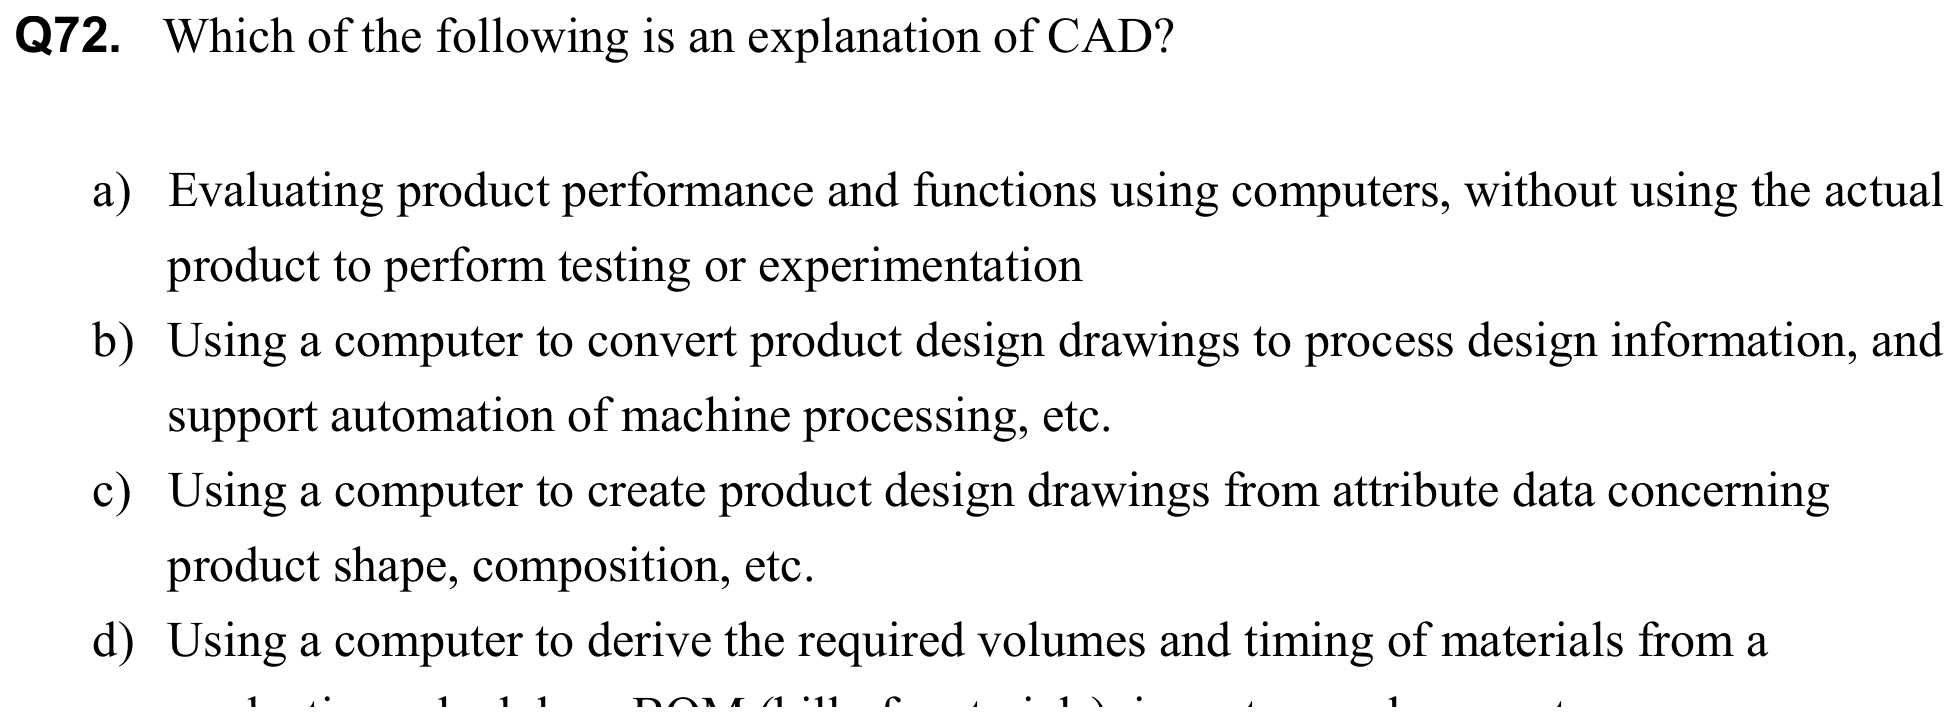 Q72. Which of the following is an explanation of CAD?
a) Evaluating product performance and functions using computers, without using the actual
product to perform testing or experimentation
b) Using a computer to convert product design drawings to process design information, and
support automation of machine processing, etc.
c) Using a computer to create product design drawings from attribute data concerning
product shape, composition, etc.
d) Using a computer to derive the required volumes and timing of materials from a